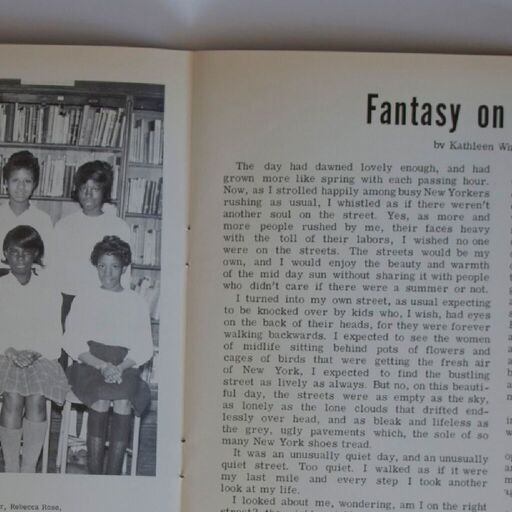 Rebecca Rose,
Fantasy on
by Kathleen
The day had dawned lovely enough, and had
grown more like spring with each passing hour.
Now, as I strolled happily among busy New Yorkers
rushing as usual, I whistled as if there weren't
another soul on the street. Yes, as more and
more people rushed by me, their faces heavy
with the toll of their labors, I wished no one
were on the streets. The streets would be my
own, and I would enjoy the beauty and warmth
of the mid day sun without sharing it with people
who didn't care if there were a summer or not.
I turned into my own street, as usual expecting
to be knocked over by kids who, I wish, had eyes
on the back of their heads, for they were forever
walking backwards. I expected to see the women
of midlife sitting behind pots of flowers and
cages of birds that were getting the fresh air
of New York, I expected to find the bustling
street as lively as always. But no, on this beauti-
ful day, the streets were as empty as the sky,
as lonely as the lone clouds that drifted end-
lessly over head, and as bleak and lifeless as
the grey, ugly pavements which, the sole of so
many New York shoes tread.
It was an unusually quiet day, and an unusually
quiet street. Too quiet. I walked as if it were
my last mile and every step I took another
look at my life.
I looked about me, wondering, am I on the right